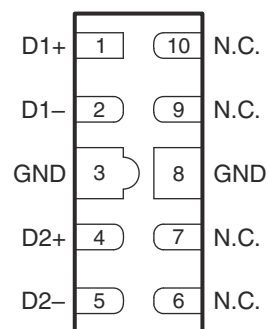 D1+ 1 10 N.C.
D1– 2 9 N.C.
GND 3 8 GND
D2+ 4 7 N.C.
D2– 5 6 N.C.